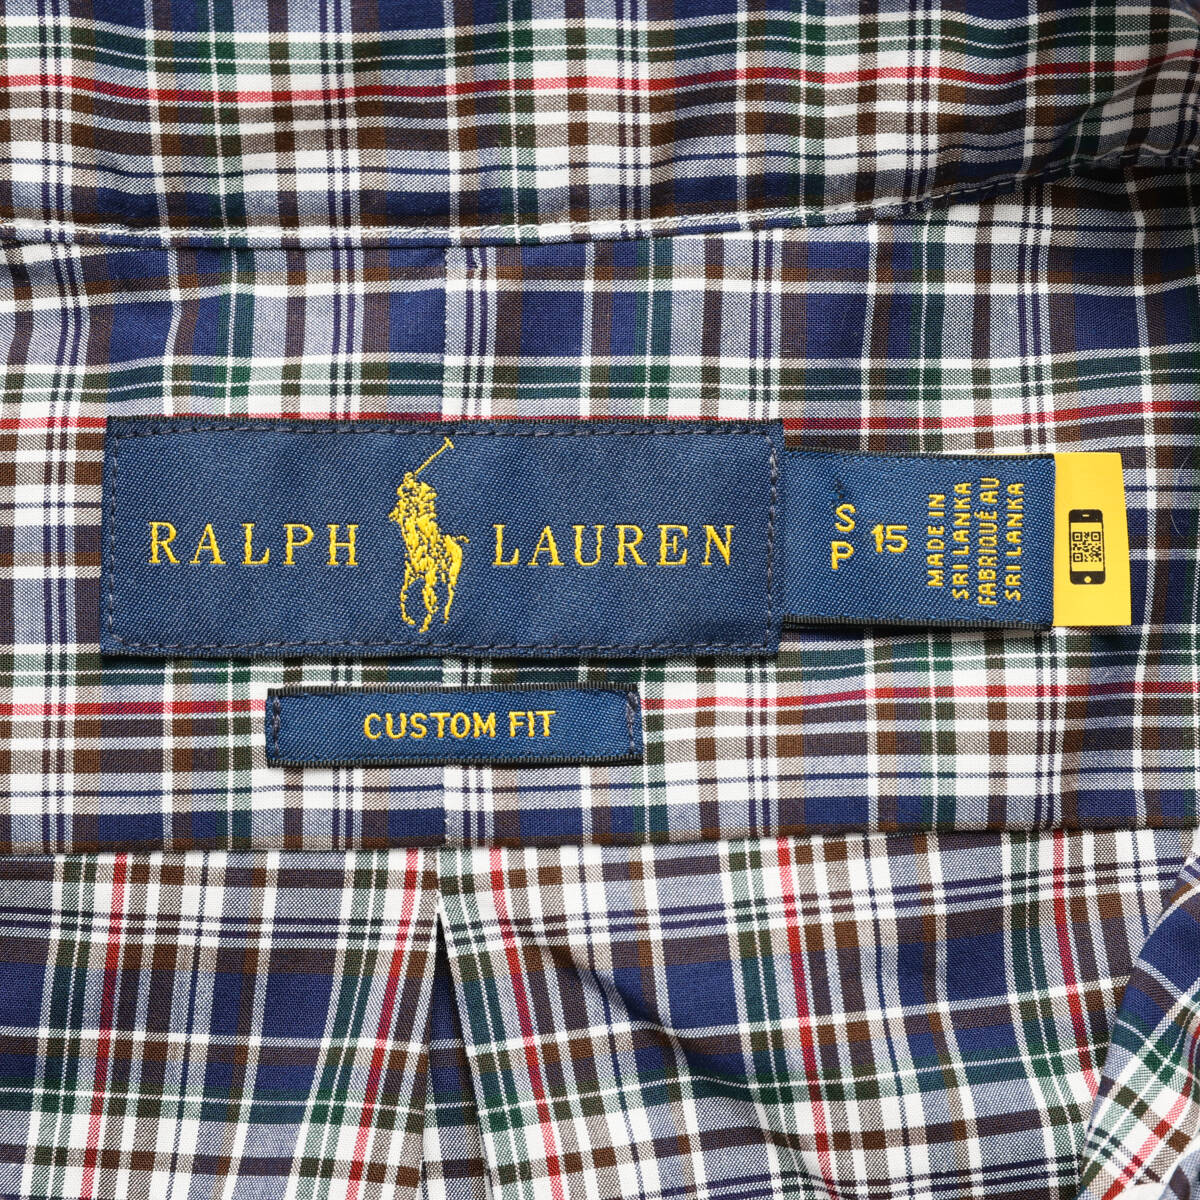 RALPH LAUREN
S
P
15
MADE IN
SRI LANKA
FABRIQUÉ AU
SRI LANKA
CUSTOM FIT